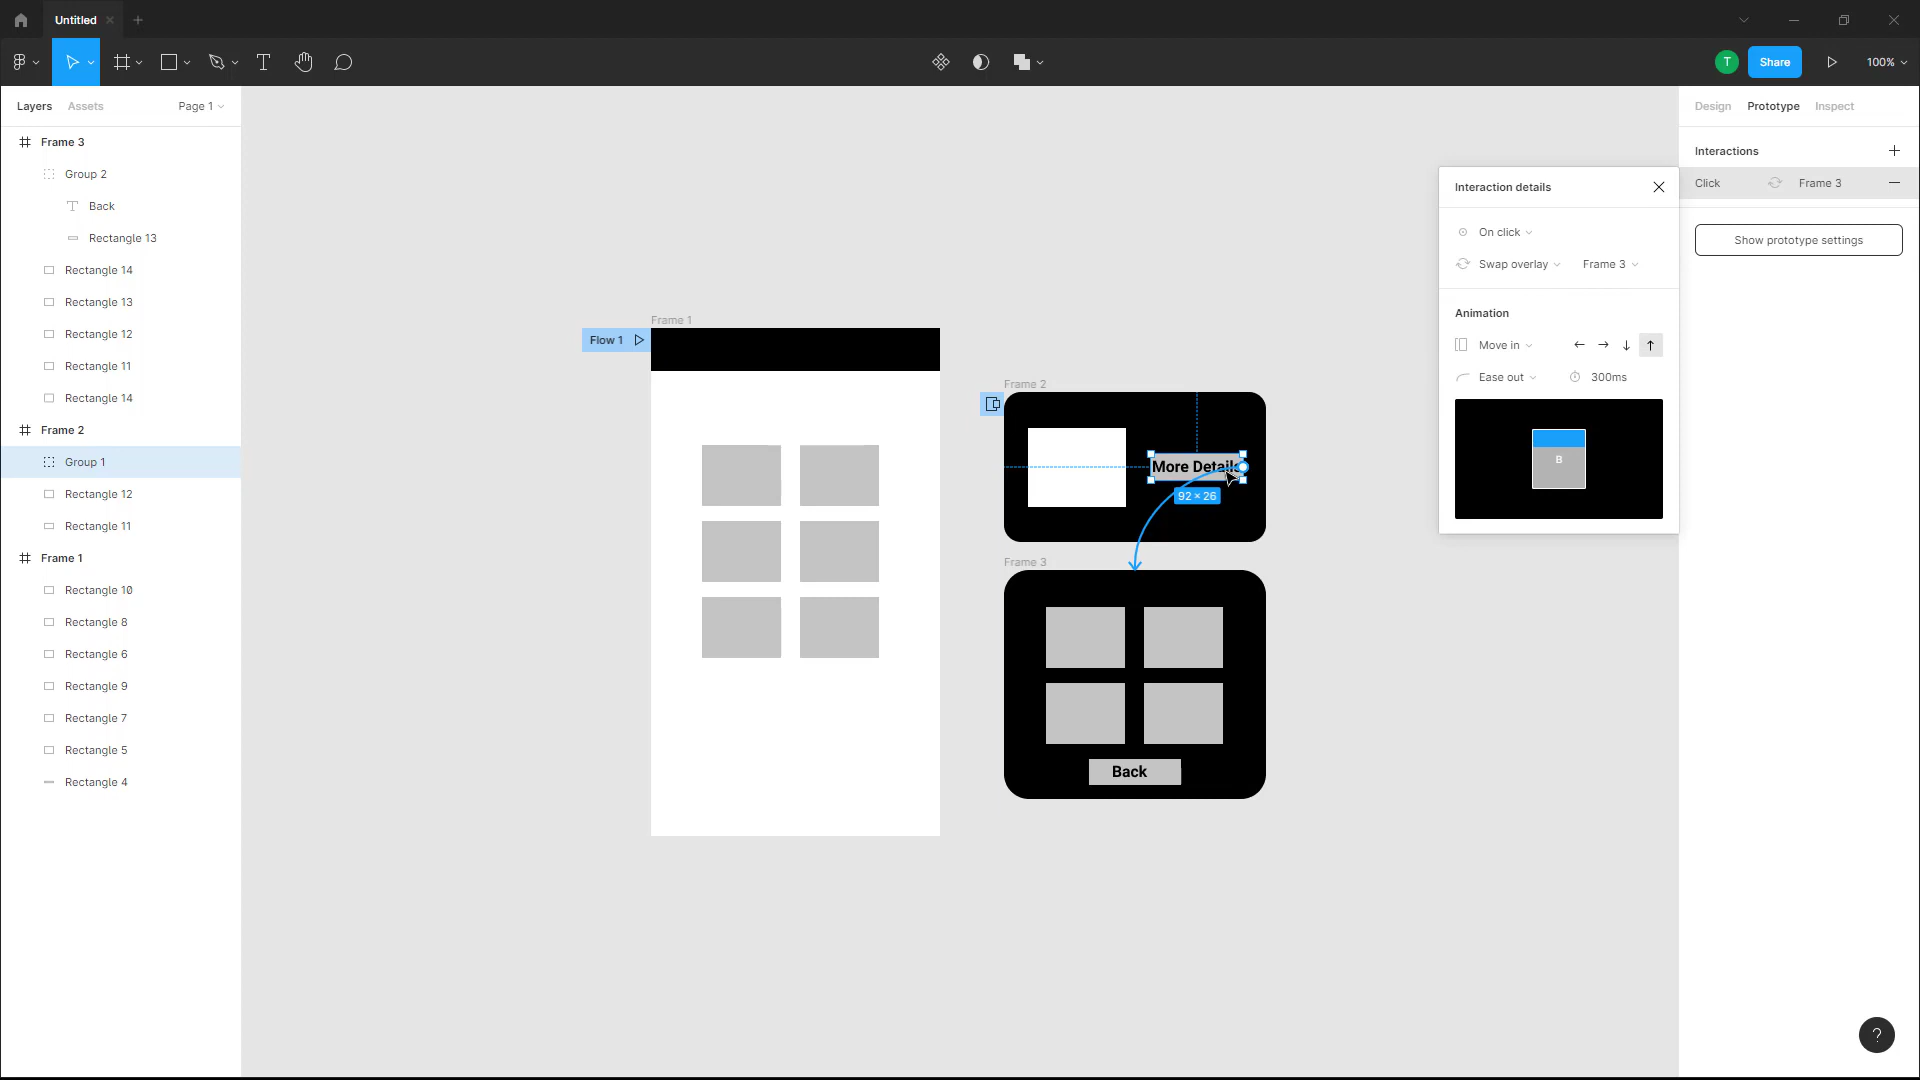 Untitled
T
Share
100%
Layers
Assets
Page 1
Design
Prototype
Inspect
Frame 3
Group 2
Back
Rectangle 13
Rectangle 14
Rectangle 13
Rectangle 12
Rectangle 11
Rectangle 14
Frame 2
Group 1
Rectangle 12
Rectangle 11
Frame 1
Rectangle 10
Rectangle 8
Rectangle 6
Rectangle 9
Rectangle 7
Rectangle 5
Rectangle 4
Frame 1
Flow 1
Frame 2
More Details
92 × 26
Frame 3
Back
Interaction details
On click
Swap overlay
Frame 3
Animation
Move in
Ease out
300ms
B
Interactions
Click
Frame 3
Show prototype settings
?